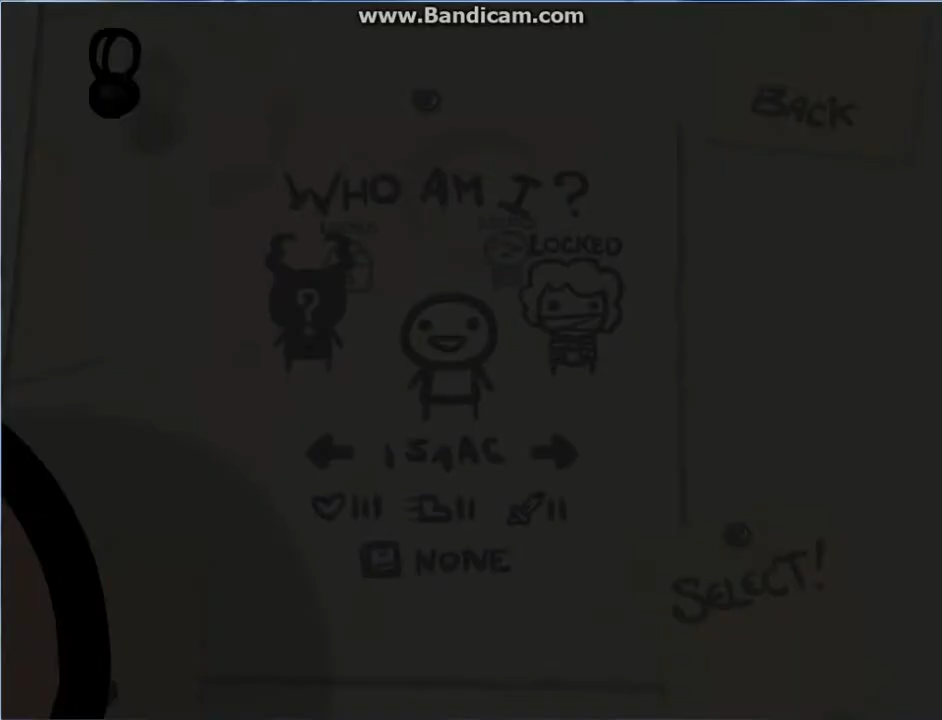 www.Bandicam.com
BACK
WHO AM I?
LOCKED
?
ISAAC
NONE
SELECT!